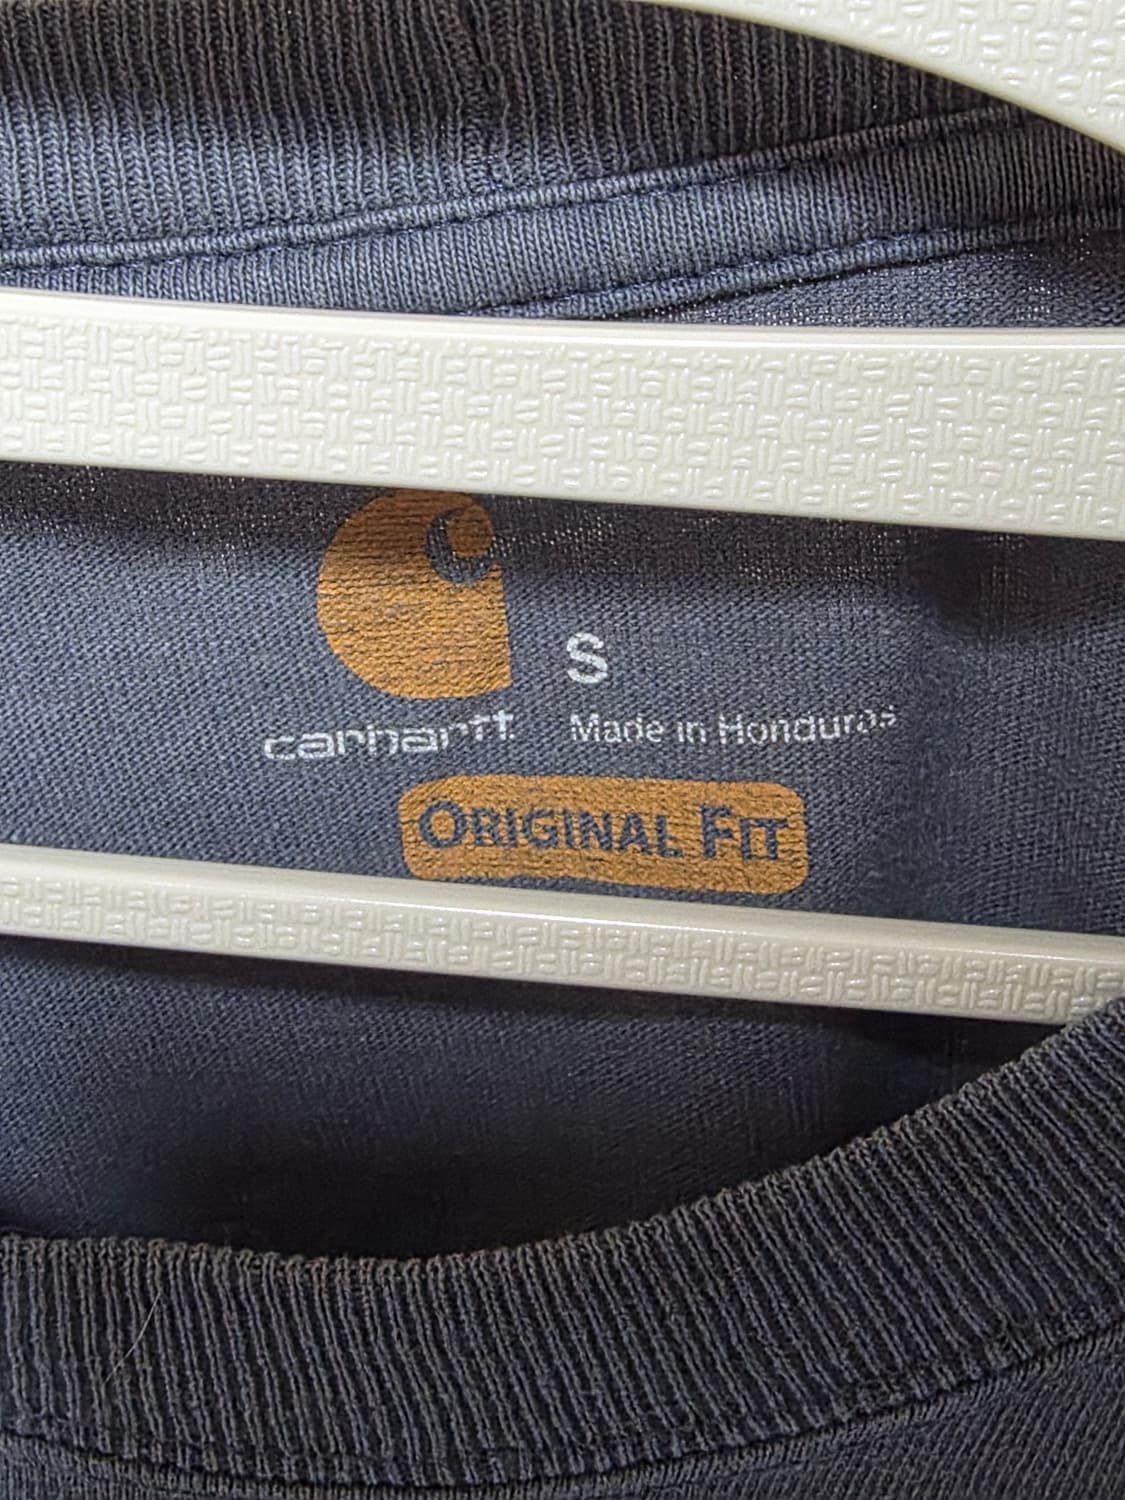 S
carhartt
Made in Honduras
ORIGINAL FIT